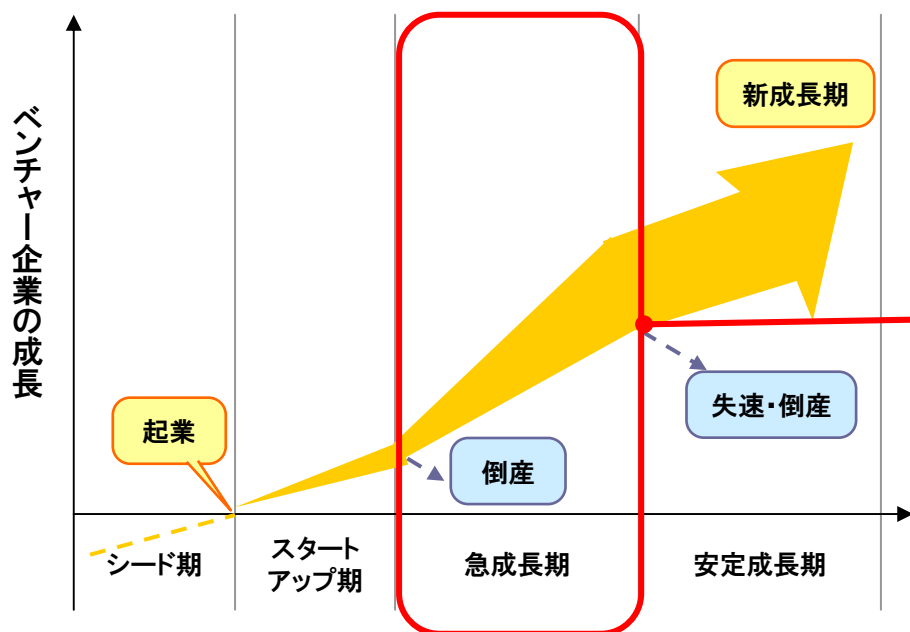 ベンチャー企業の成長
新成長期
起業
倒産
失速・倒産
シード期
スタート
アップ期
急成長期
安定成長期